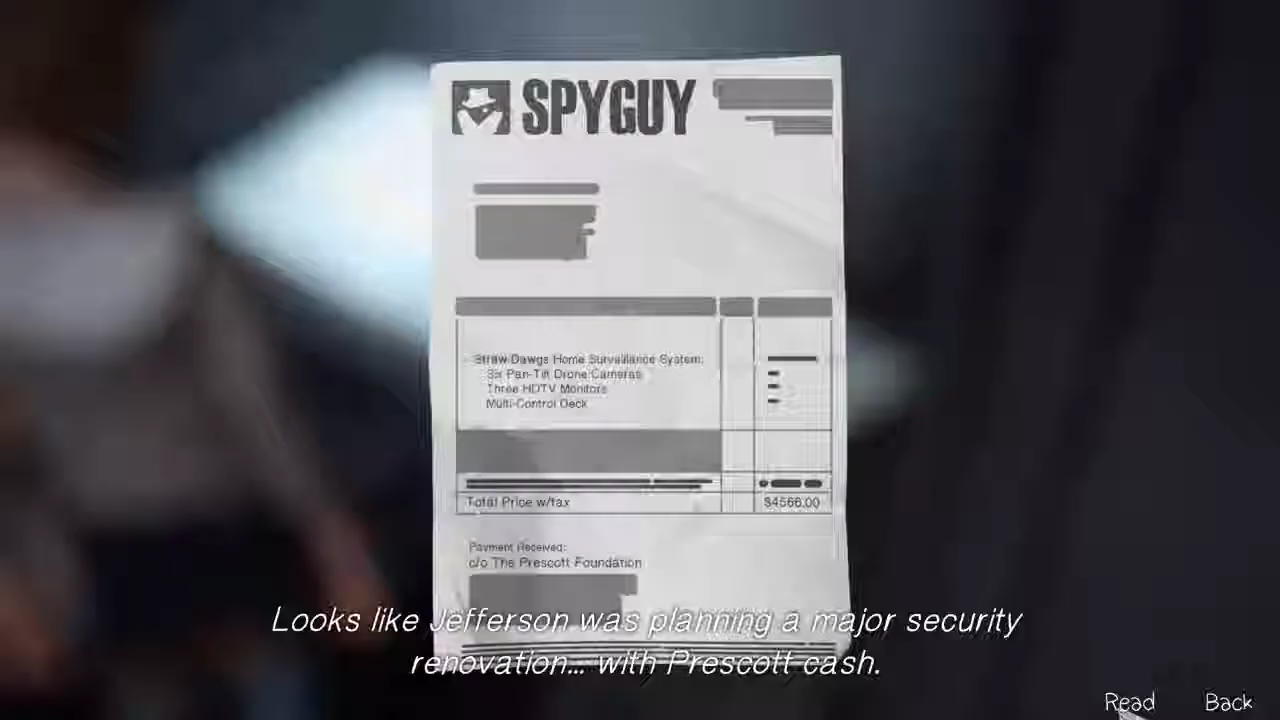 SPYGUY
Straw Dawgs Home Surveillance System:
Six Pan-Tilt Drone Cameras
Three HDTV Monitors
Multi-Control Deck
Total Price w/tax $4566.00
Payment Received:
c/o The Prescott Foundation
Looks like Jefferson was planning a major security
renovation... with Prescott cash.
Read Back